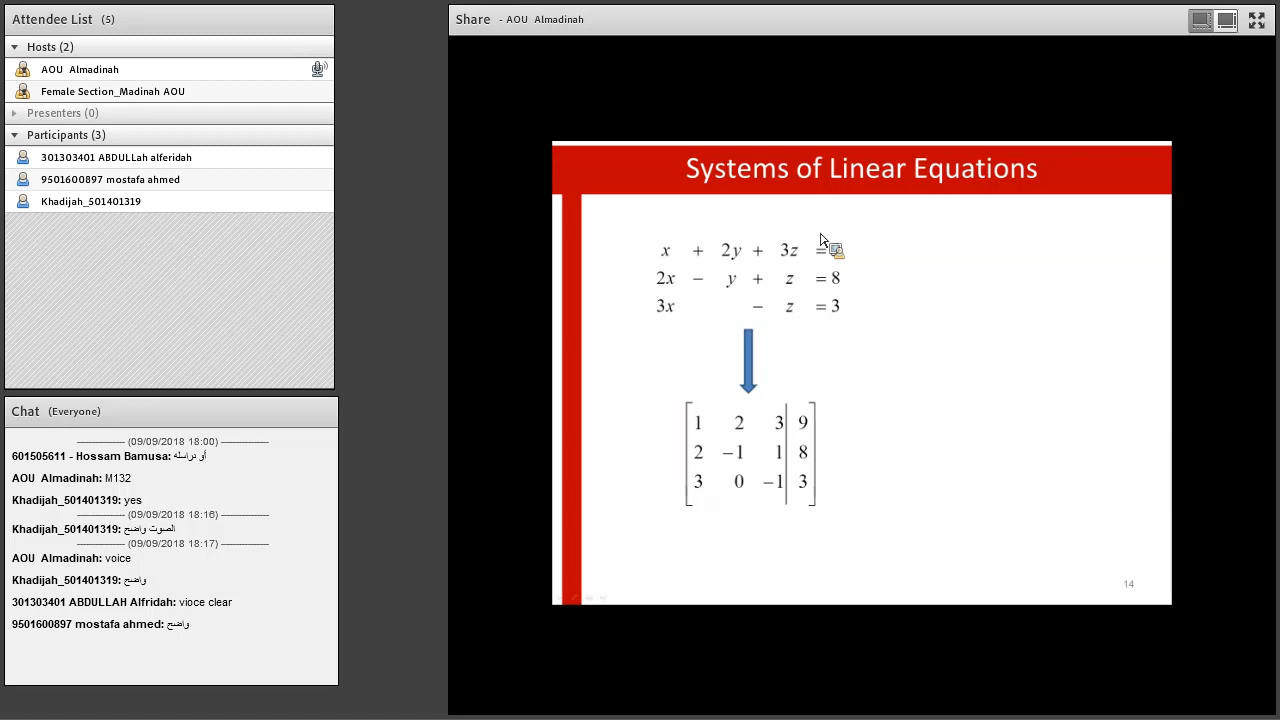 Attendee List (5)
Hosts (2)
AOU Almadinah
Female Section_Madinah AOU
Presenters (0)
Participants (3)
301303401 ABDULLah alferidah
9501600897 mostafa ahmed
Khadijah_501401319
Chat (Everyone)
---------------- (09/09/2018 18:00) ----------------
601505611 - Hossam Bamusa: أو دراسله
AOU Almadinah: M132
Khadijah_501401319: yes
---------------- (09/09/2018 18:16) ----------------
Khadijah_501401319: الصوت واضح
---------------- (09/09/2018 18:17) ----------------
AOU Almadinah: voice
Khadijah_501401319: واضح
301303401 ABDULLAH Alfridah: vioce clear
9501600897 mostafa ahmed: واضح
Share - AOU Almadinah
Systems of Linear Equations
x + 2y + 3z =
2x − y + z = 8
3x − z = 3
1 2 3 9
2 −1 1 8
3 0 −1 3
14